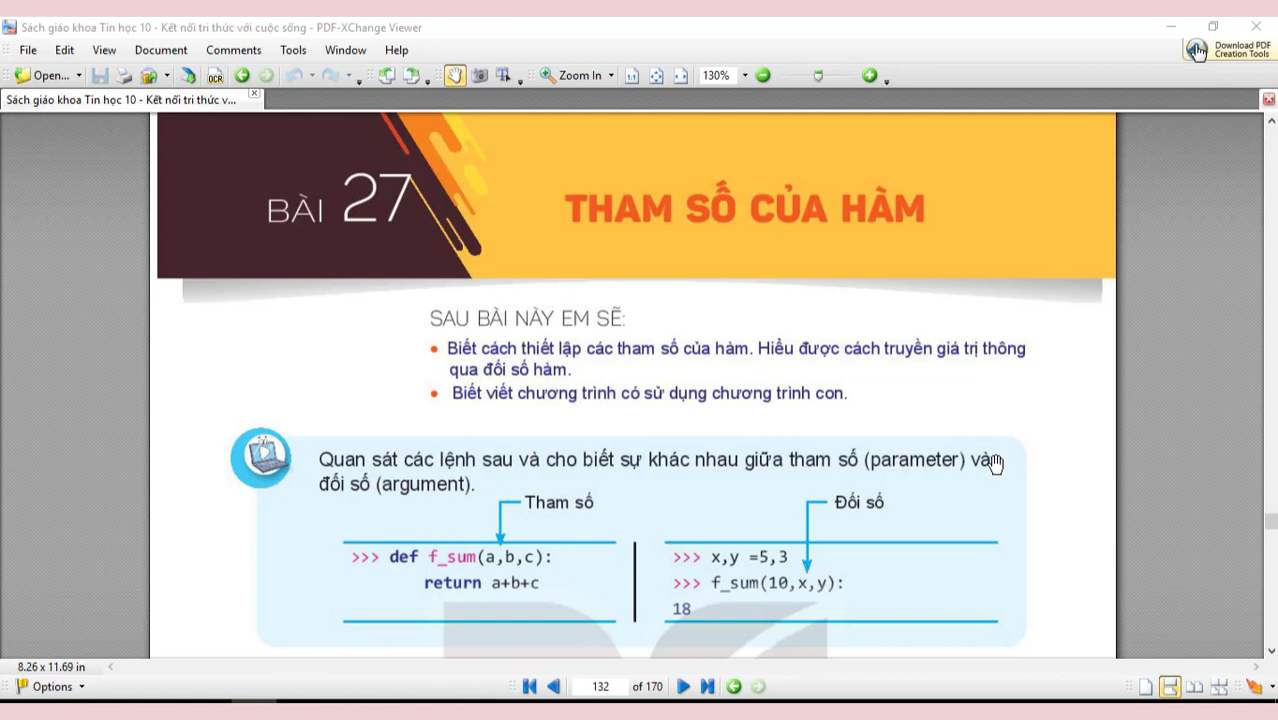 Sách giáo khoa Tin học 10 - Kết nối tri thức với cuộc sống - PDF-XChange Viewer
File Edit View Document Comments Tools Window Help
Download PDF Creation Tools
Open... OCR Zoom In 130%
Sách giáo khoa Tin học 10 - Kết nối tri thức v...
BÀI 27
THAM SỐ CỦA HÀM
SAU BÀI NÀY EM SẼ:
• Biết cách thiết lập các tham số của hàm. Hiểu được cách truyền giá trị thông
qua đối số hàm.
• Biết viết chương trình có sử dụng chương trình con.
Quan sát các lệnh sau và cho biết sự khác nhau giữa tham số (parameter) và
đối số (argument).
Tham số
>>> def f_sum(a,b,c):
return a+b+c
Đối số
>>> x,y =5,3
>>> f_sum(10,x,y):
18
8.26 x 11.69 in
Options 132 of 170